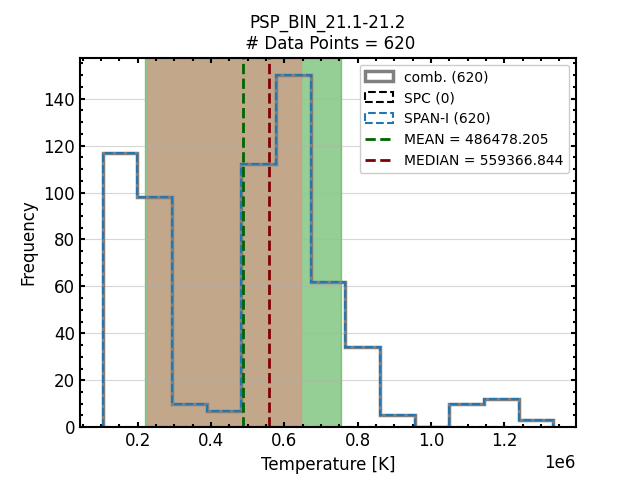 PSP_BIN_21.1-21.2
# Data Points = 620
comb. (620)
SPC (0)
SPAN-I (620)
MEAN = 486478.205
MEDIAN = 559366.844
Frequency
140
120
100
80
60
40
20
0
0.2 0.4 0.6 0.8 1.0 1.2
1e6
Temperature [K]